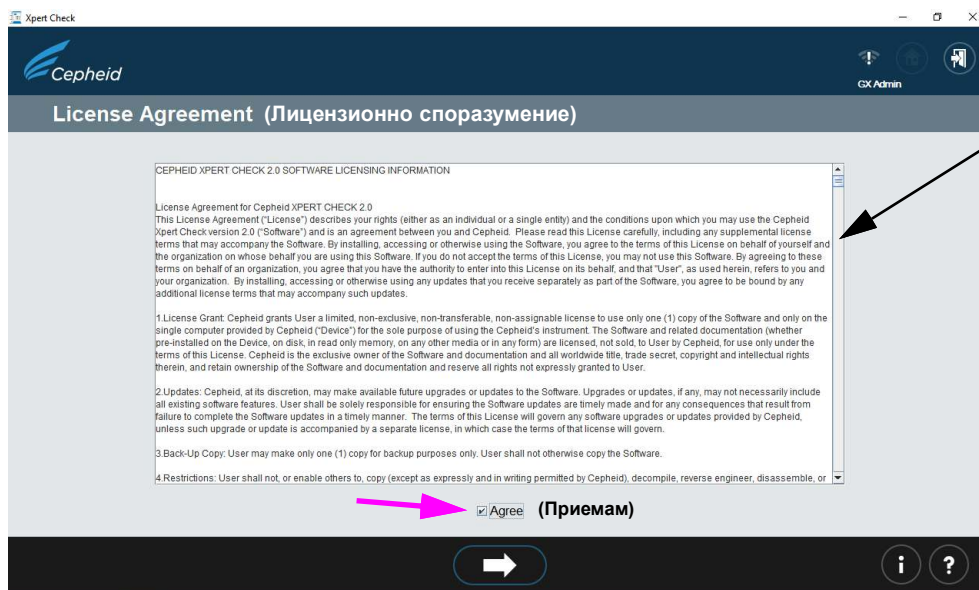 Xpert Check
Cepheid
GX Admin
License Agreement (Лицензионно споразумение)
CEPHEID XPERT CHECK 2.0 SOFTWARE LICENSING INFORMATION
License Agreement for Cepheid XPERT CHECK 2.0
This License Agreement ("License") describes your rights (either as an individual or a single entity) and the conditions upon which you may use the Cepheid
Xpert Check version 2.0 ("Software") and is an agreement between you and Cepheid. Please read this License carefully, including any supplemental license
terms that may accompany the Software. By installing, accessing or otherwise using the Software, you agree to the terms of this License on behalf of yourself and
the organization on whose behalf you are using this Software. If you do not accept the terms of this License, you may not use this Software. By agreeing to these
terms on behalf of an organization, you agree that you have the authority to enter into this License on its behalf, and that "User", as used herein, refers to you and
your organization. By installing, accessing or otherwise using any updates that you receive separately as part of the Software, you agree to be bound by any
additional license terms that may accompany such updates.
1.License Grant: Cepheid grants User a limited, non-exclusive, non-transferable, non-assignable license to use only one (1) copy of the Software and only on the
single computer provided by Cepheid ("Device") for the sole purpose of using the Cepheid's instrument. The Software and related documentation (whether
pre-installed on the Device, on disk, in read only memory, on any other media or in any form) are licensed, not sold, to User by Cepheid, for use only under the
terms of this License. Cepheid is the exclusive owner of the Software and documentation and all worldwide title, trade secret, copyright and intellectual rights
therein, and retain ownership of the Software and documentation and reserve all rights not expressly granted to User.
2.Updates: Cepheid, at its discretion, may make available future upgrades or updates to the Software. Upgrades or updates, if any, may not necessarily include
all existing software features. User shall be solely responsible for ensuring the Software updates are timely made and for any consequences that result from
failure to complete the Software updates in a timely manner. The terms of this License will govern any software upgrades or updates provided by Cepheid,
unless such upgrade or update is accompanied by a separate license, in which case the terms of that license will govern.
3.Back-Up Copy: User may make only one (1) copy for backup purposes only. User shall not otherwise copy the Software.
4.Restrictions: User shall not, or enable others to, copy (except as expressly and in writing permitted by Cepheid), decompile, reverse engineer, disassemble, or
Agree (Приемам)
i ?